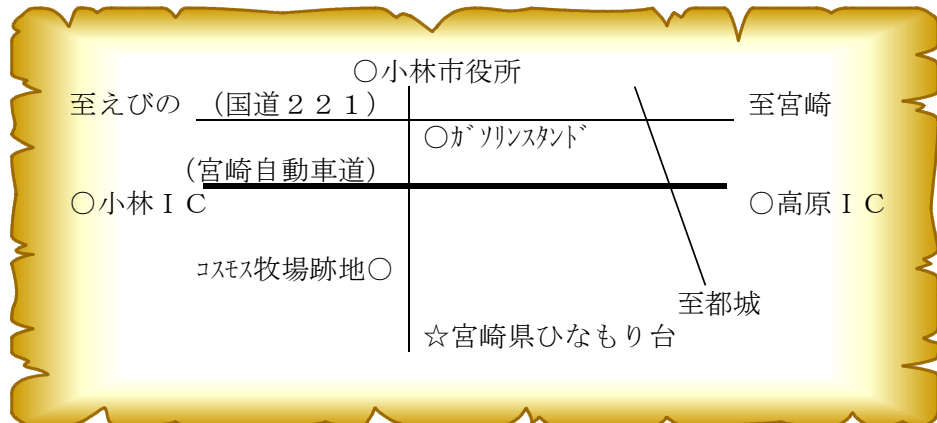 ○小林市役所
至えびの （国道２２１） 至宮崎
○ｶﾞｿﾘﾝｽﾀﾝﾄﾞ
（宮崎自動車道）
○小林ＩＣ ○高原ＩＣ
ｺｽﾓｽ牧場跡地○
至都城
☆宮崎県ひなもり台